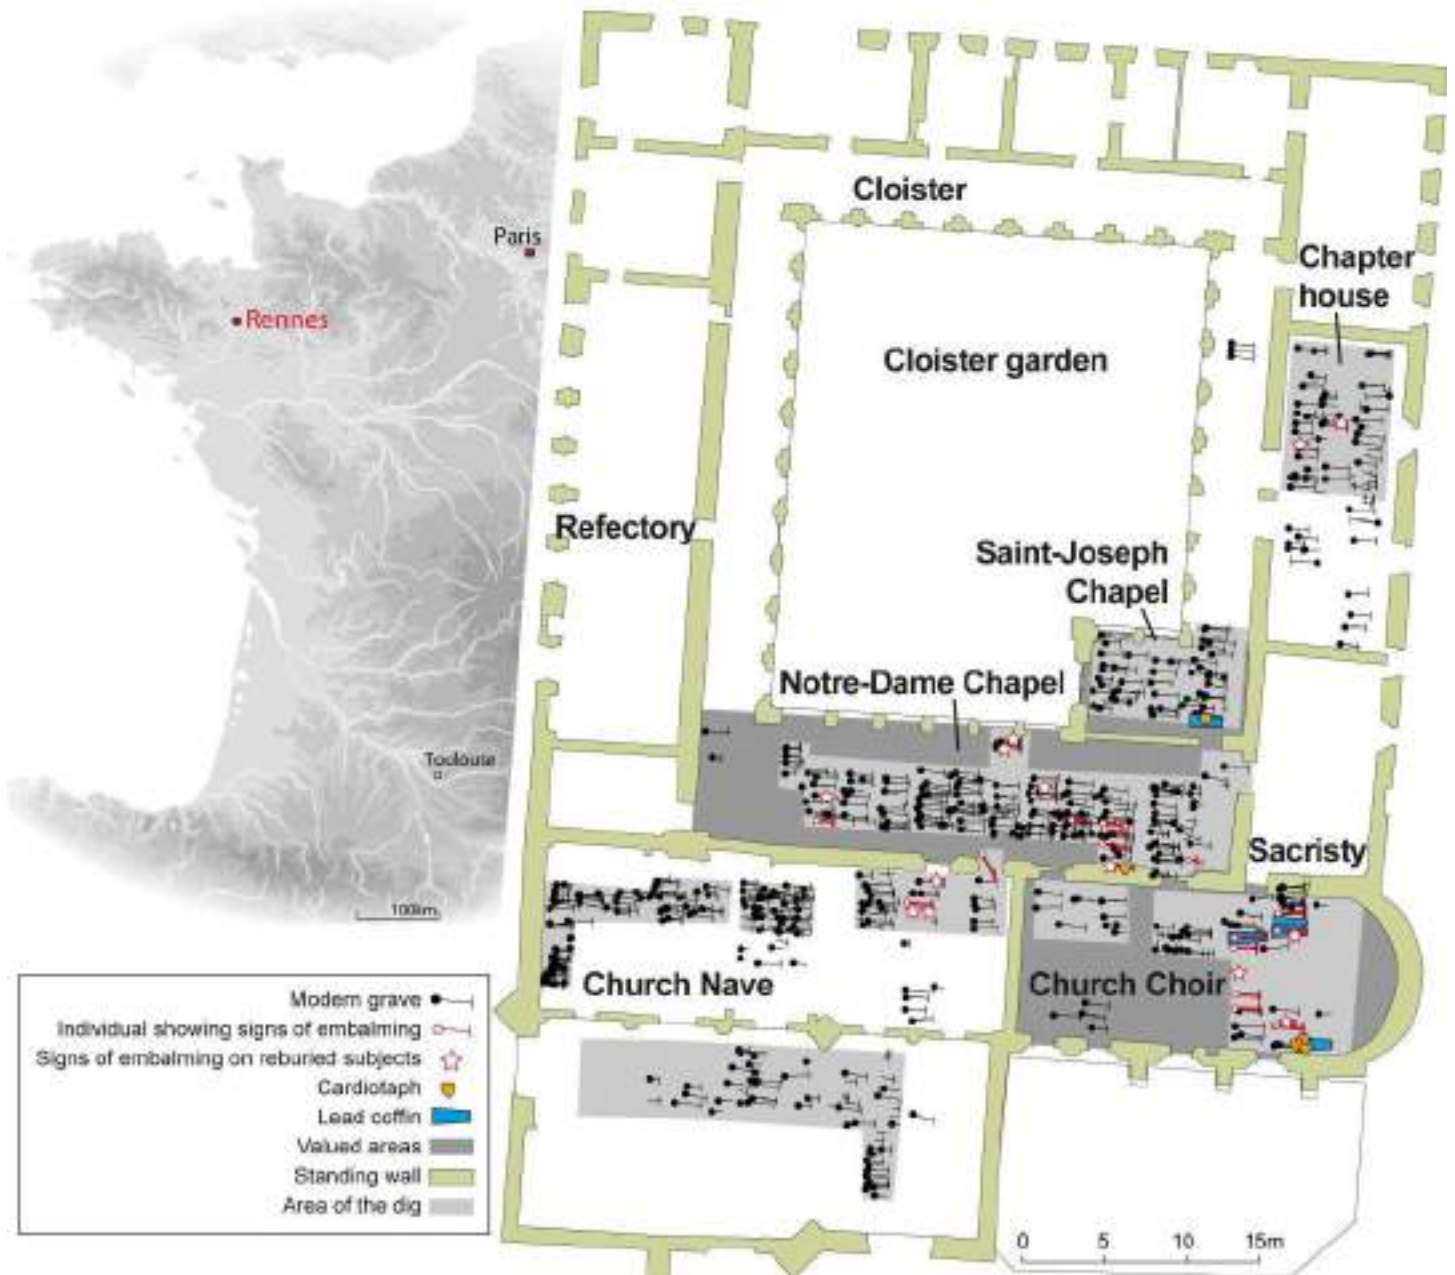 Cloister
Paris
Chapter
house
Rennes
Cloister garden
Refectory
Saint-Joseph
Chapel
Notre-Dame Chapel
Toulouse
Sacristy
100km
Church Nave
Church Choir
Modern grave
Individual showing signs of embalming
Signs of embalming on reburied subjects
Cardiotaph
Lead coffin
Valued areas
Standing wall
Area of the dig
0 5 10 15m